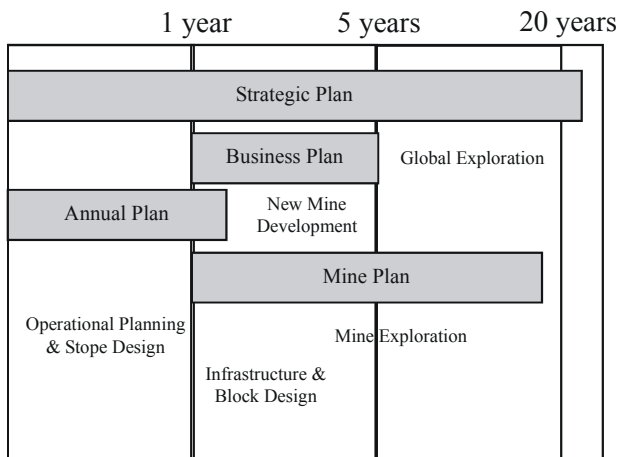 1 year 5 years 20 years
Strategic Plan
Business Plan
Global Exploration
Annual Plan
New Mine
Development
Mine Plan
Operational Planning
& Stope Design
Mine Exploration
Infrastructure &
Block Design